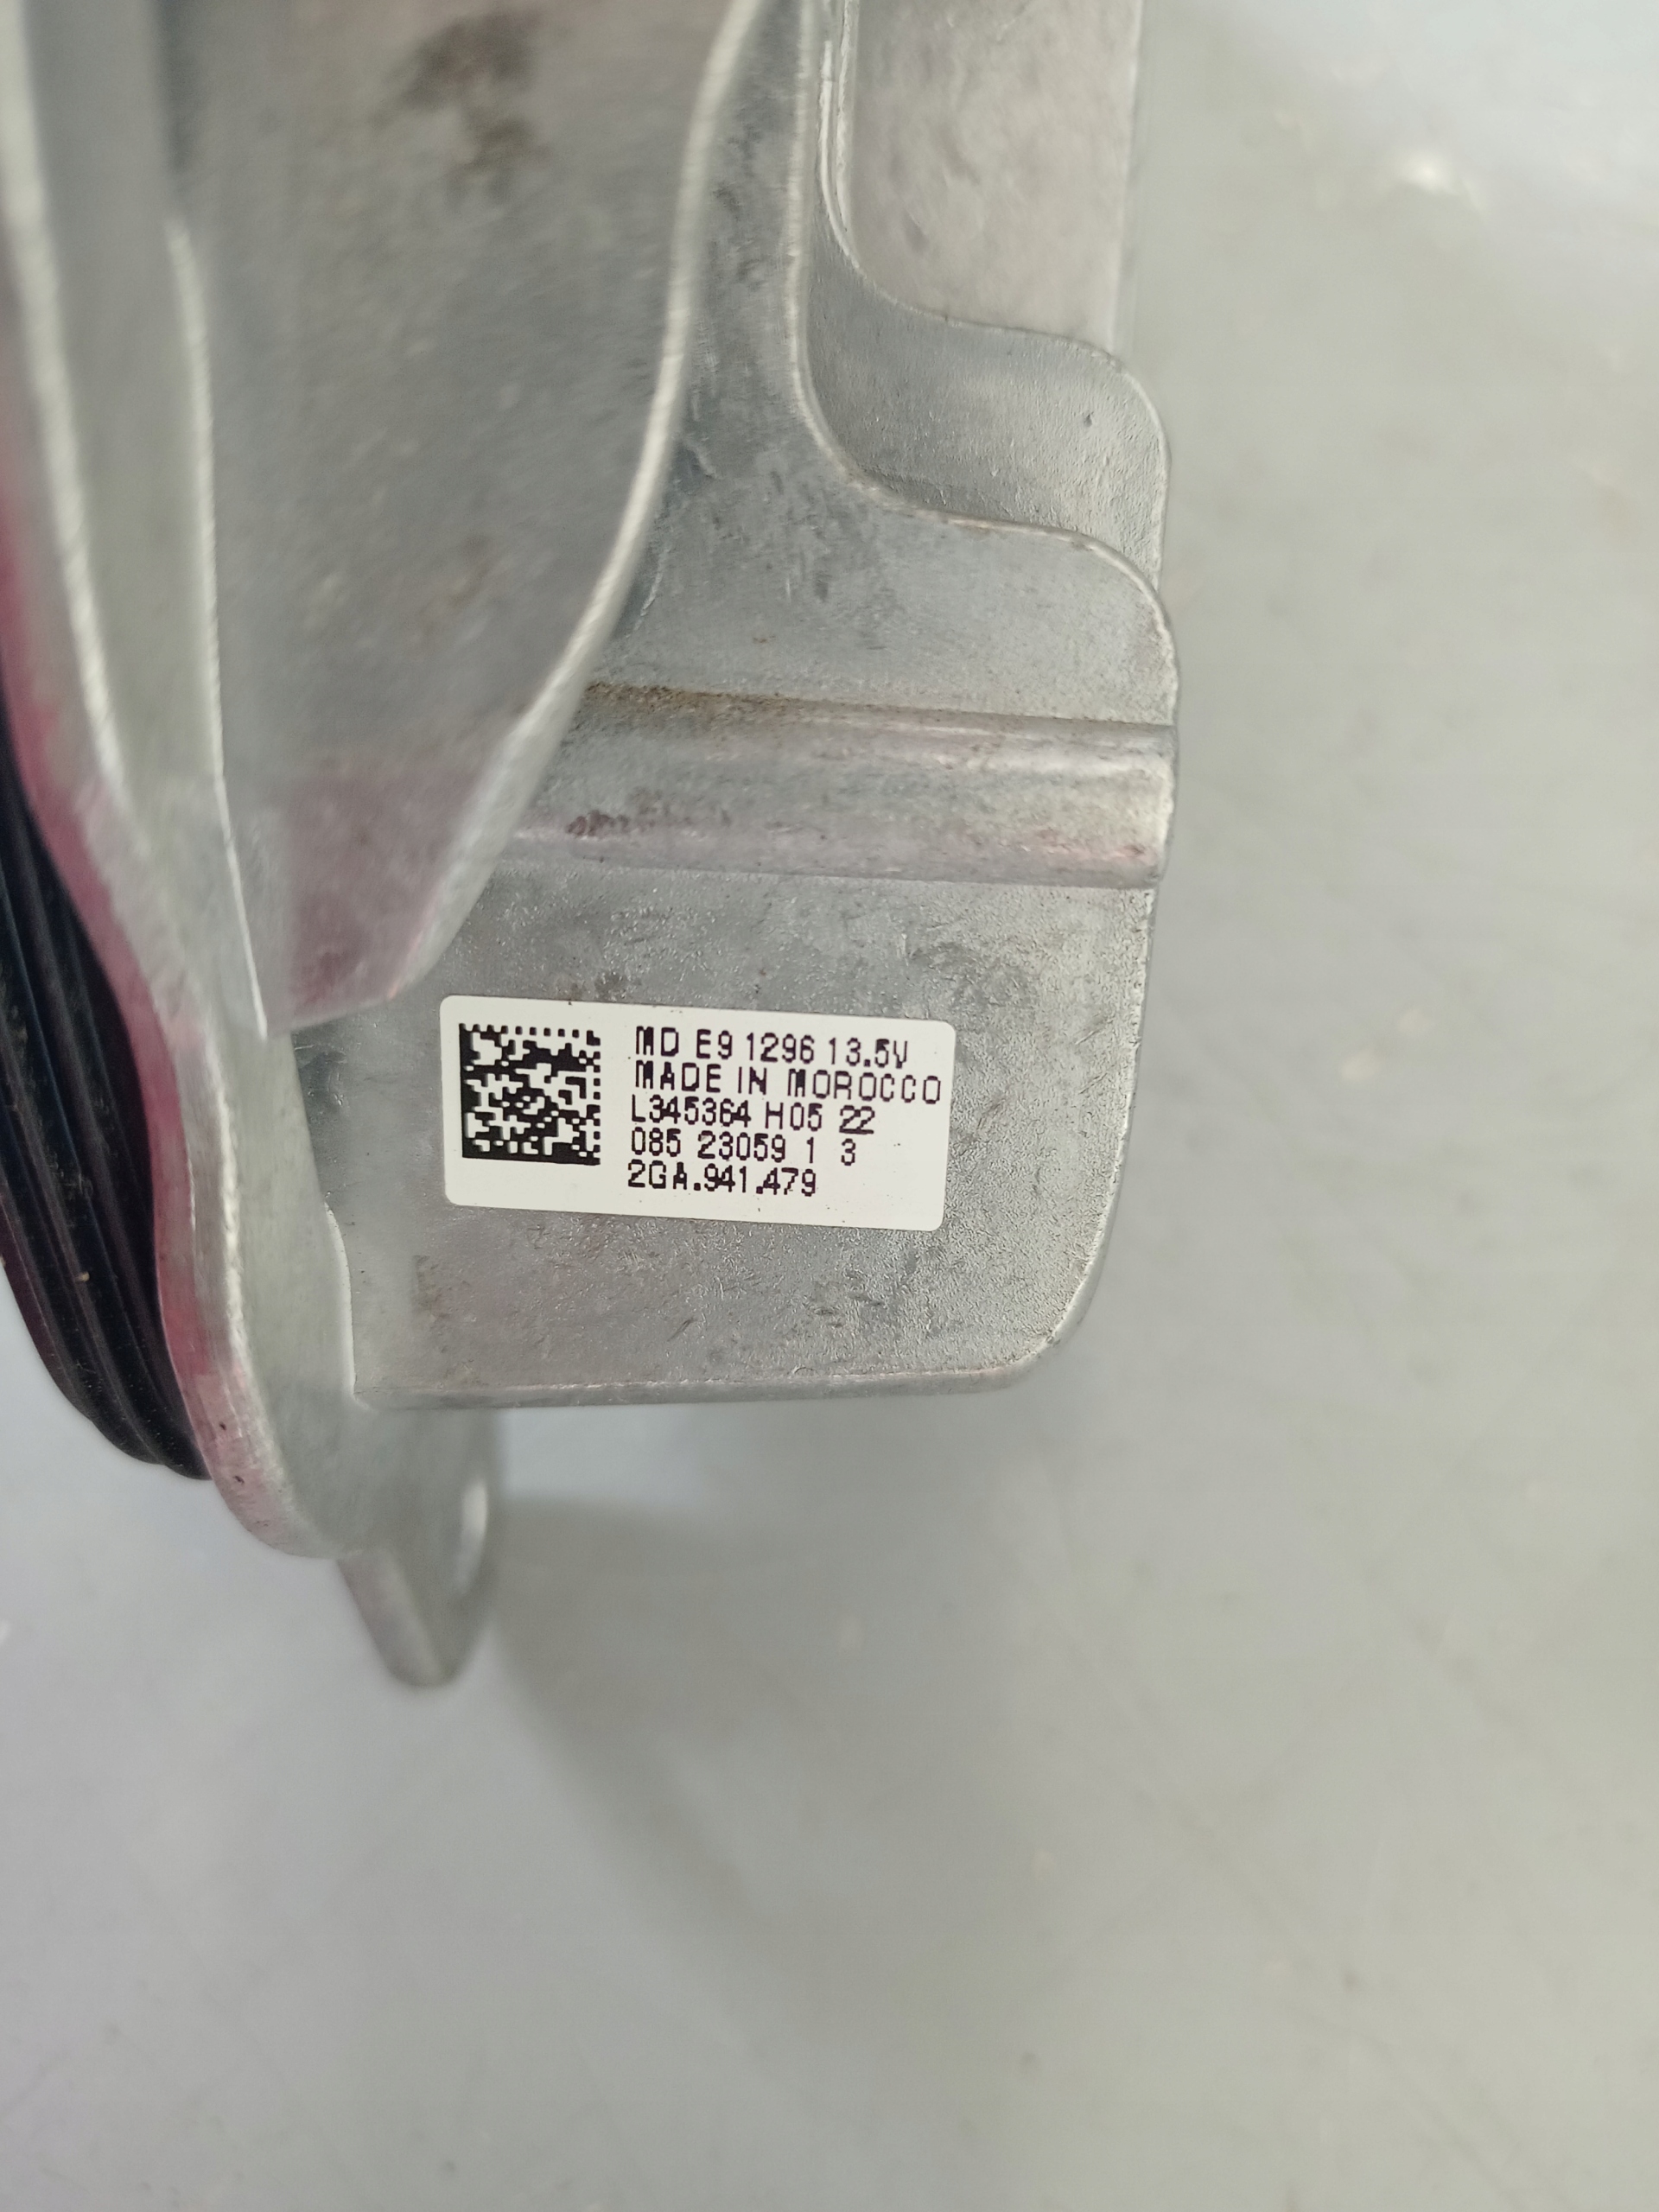 MD E9 1296 13.5V
MADE IN MOROCCO
L345364 H05 22
085 23059 1 3
2GA.941.479